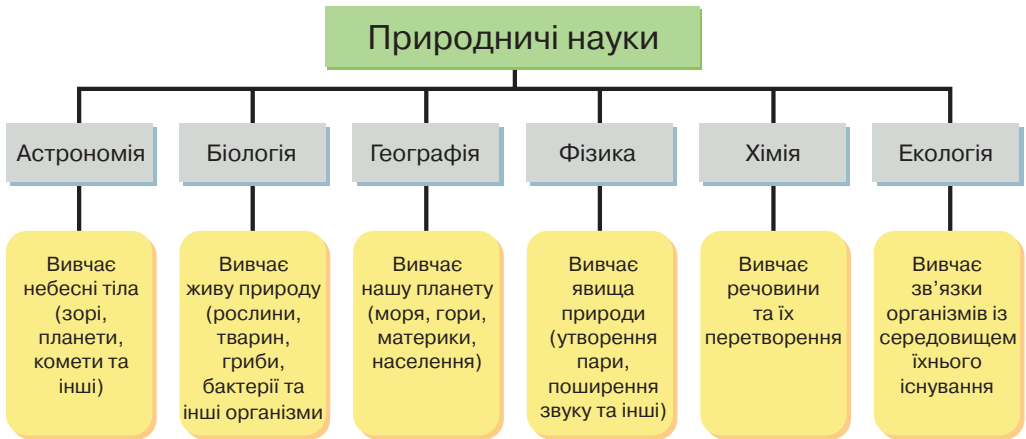 Природничі науки
Астрономія
Біологія
Географія
Фізика
Хімія
Екологія
Вивчає
небесні тіла
(зорі,
планети,
комети та
інші)
Вивчає
живу природу
(рослини,
тварин,
гриби,
бактерії та
інші організми
Вивчає
нашу планету
(моря, гори,
материки,
населення)
Вивчає
явища
природи
(утворення
пари,
поширення
звуку та інші)
Вивчає
речовини
та їх
перетворення
Вивчає
зв’язки
організмів із
середовищем
їхнього
існування